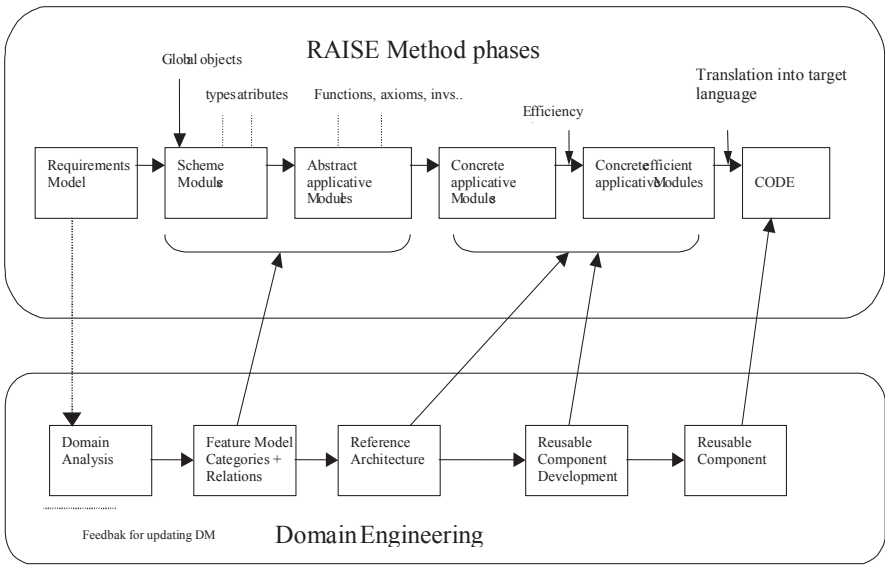 RAISE Method phases
Global objects
types atributes
Functions, axioms, invs..
Efficiency
Translation into target
language
Requirements
Model
Scheme
Modules
Abstract
applicative
Modules
Concrete
applicative
Modules
Concrete efficient
applicative Modules
CODE
Domain
Analysis
Feature Model
Categories +
Relations
Reference
Architecture
Reusable
Component
Development
Reusable
Component
Feedbak for updating DM
Domain Engineering